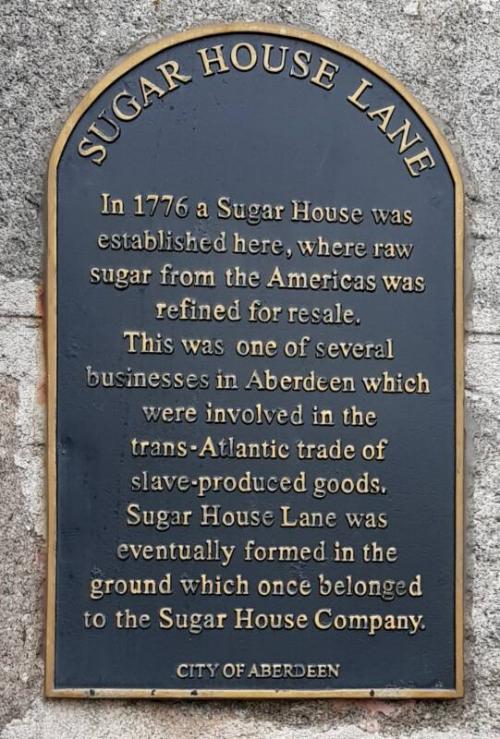 SUGAR HOUSE LANE
In 1776 a Sugar House was
established here, where raw
sugar from the Americas was
refined for resale.
This was one of several
businesses in Aberdeen which
were involved in the
trans-Atlantic trade of
slave-produced goods.
Sugar House Lane was
eventually formed in the
ground which once belonged
to the Sugar House Company.
CITY OF ABERDEEN